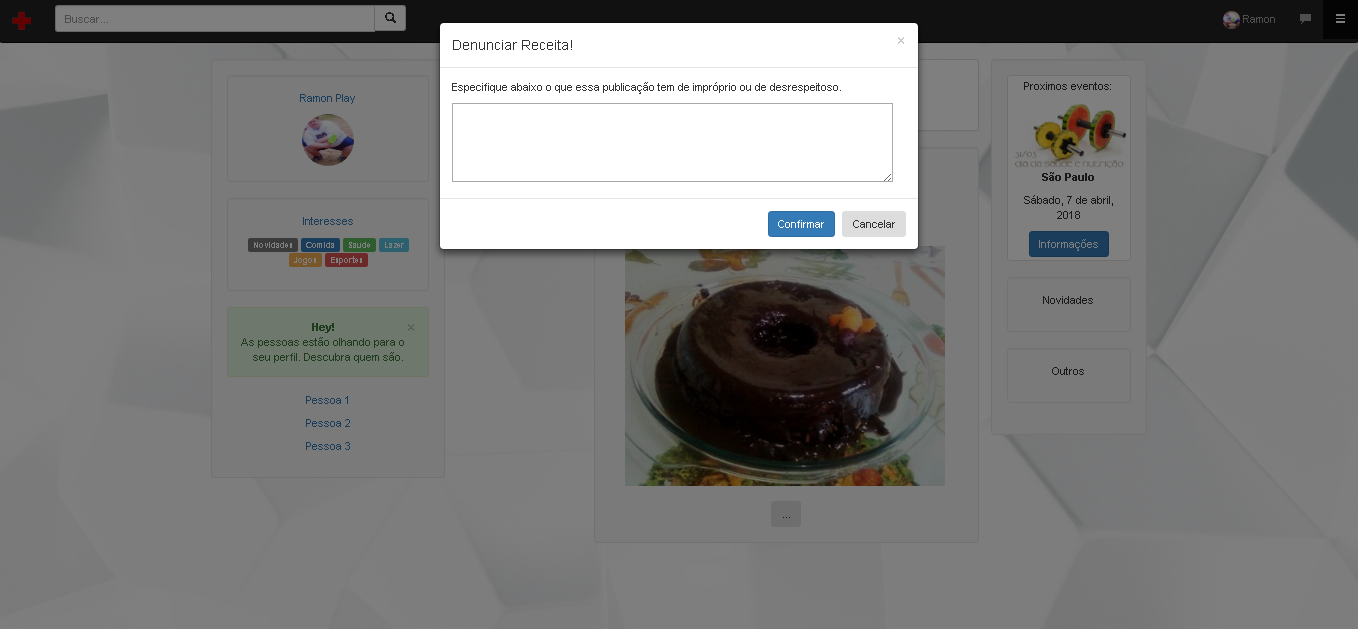 Buscar...
Ramon
Denunciar Receita!
×
Especifique abaixo o que essa publicação tem de impróprio ou de desrespeitoso.
Confirmar
Cancelar
Ramon Play
Interesses
Novidades Comida Saude Lazer
Jogos Esportes
Hey!
×
As pessoas estão olhando para o
seu perfil. Descubra quem são.
Pessoa 1
Pessoa 2
Pessoa 3
...
Proximos eventos:
31/03
dia da saúde e nutrição
São Paulo
Sábado, 7 de abril,
2018
Informações
Novidades
Outros